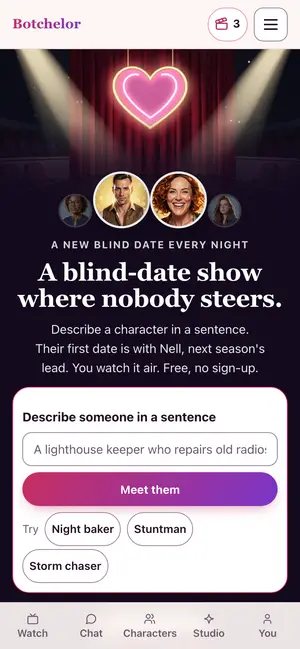 Botchelor
3
A NEW BLIND DATE EVERY NIGHT
A blind-date show
where nobody steers.
Describe a character in a sentence.
Their first date is with Nell, next season's
lead. You watch it air. Free, no sign-up.
Describe someone in a sentence
A lighthouse keeper who repairs old radios
Meet them
Try Night baker Stuntman
Storm chaser
Watch Chat Characters Studio You